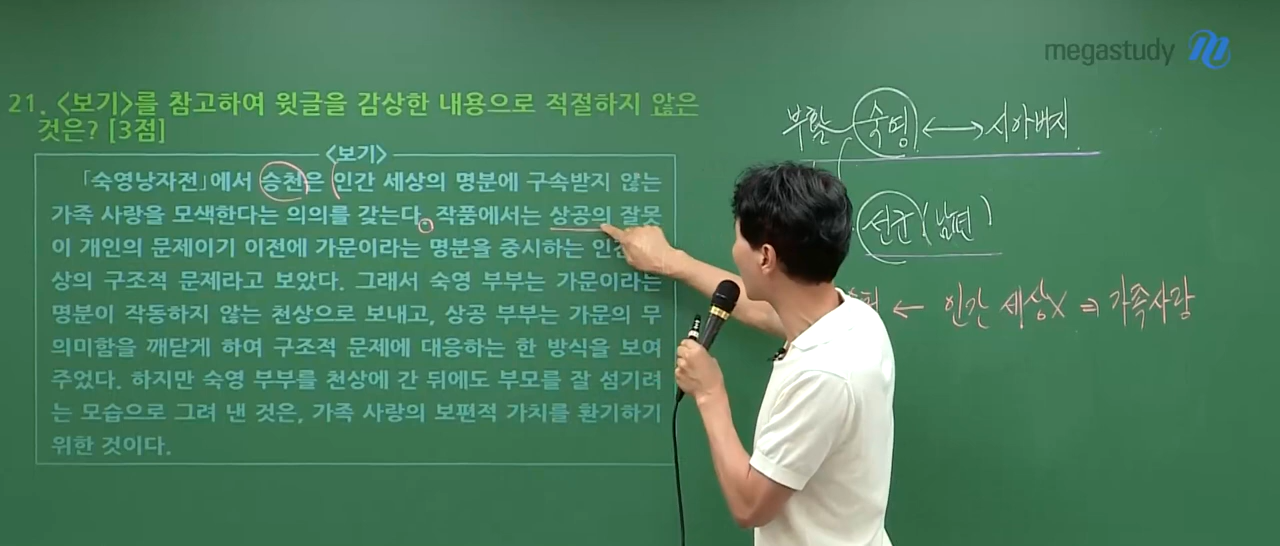 megastudy
21. <보기>를 참고하여 윗글을 감상한 내용으로 적절하지 않은
것은? [3점]
<보기>
「숙영낭자전」에서 승천은 인간 세상의 명분에 구속받지 않는
가족 사랑을 모색한다는 의의를 갖는다. 작품에서는 상공의 잘못
이 개인의 문제이기 이전에 가문이라는 명분을 중시하는
상의 구조적 문제라고 보았다. 그래서 숙영 부부는 가문이라는
명분이 작동하지 않는 천상으로 보내고, 상공 부부는 가문의 무
의미함을 깨닫게 하여 구조적 문제에 대응하는 한 방식을 보여
주었다. 하지만 숙영 부부를 천상에 간 뒤에도 부모를 잘 섬기려
는 모습으로 그려 낸 것은, 가족 사랑의 보편적 가치를 환기하기
위한 것이다.
부활 숙영 ↔ 시아버지
선군 (남편)
← 인간 세상X ⇒ 가족사랑